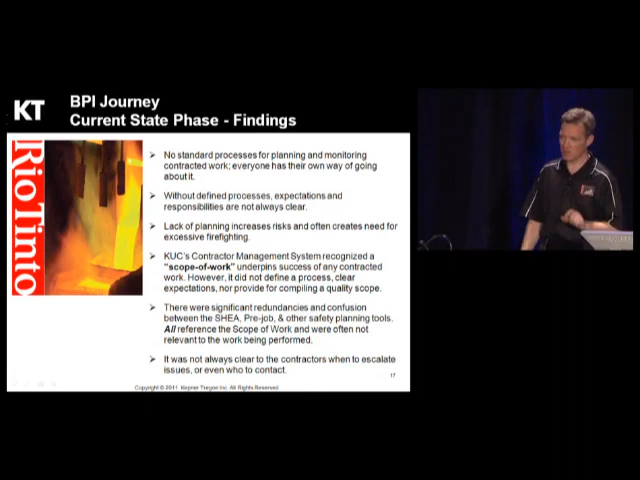 KT
BPI Journey
Current State Phase - Findings
RioTinto
No standard processes for planning and monitoring
contracted work; everyone has their own way of going
about it.
Without defined processes, expectations and
responsibilities are not always clear.
Lack of planning increases risks and often creates need for
excessive firefighting.
KUC's Contractor Management System recognized a
"scope-of-work" underpins success of any contracted
work. However, it did not define a process, clear
expectations, nor provide for compiling a quality scope.
There were significant redundancies and confusion
between the SHEA, Pre-job, & other safety planning tools.
All reference the Scope of Work and were often not
relevant to the work being performed.
It was not always clear to the contractors when to escalate
issues, or even who to contact.
17
Copyright © 2011 Kepner Tregoe Inc. All Rights Reserved